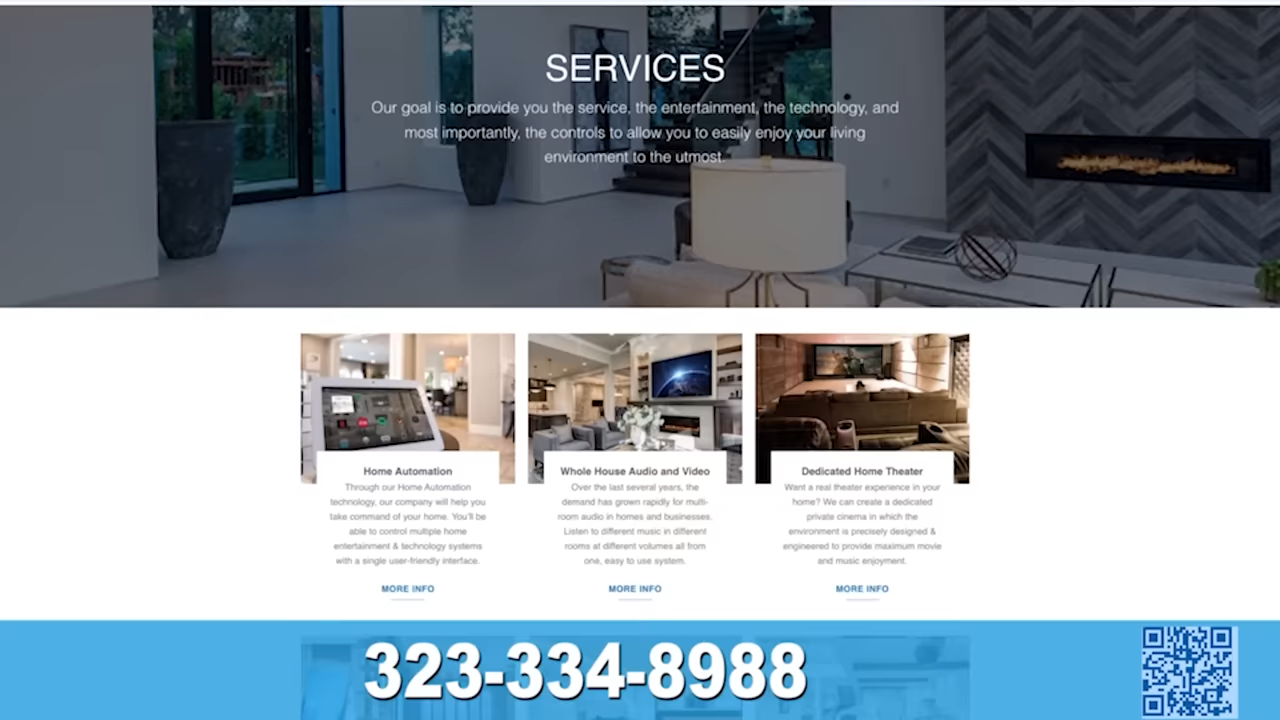 SERVICES
Our goal is to provide you the service, the entertainment, the technology, and
most importantly, the controls to allow you to easily enjoy your living
environment to the utmost.
Home Automation
Through our Home Automation
technology, our company will help you
take command of your home. You'll be
able to control multiple home
entertainment & technology systems
with a single user-friendly interface.
MORE INFO
Whole House Audio and Video
Over the last several years, the
demand has grown rapidly for multi-
room audio in homes and businesses.
Listen to different music in different
rooms at different volumes all from
one, easy to use system.
MORE INFO
Dedicated Home Theater
Want a real theater experience in your
home? We can create a dedicated
private cinema in which the
environment is precisely designed &
engineered to provide maximum movie
and music enjoyment.
MORE INFO
323-334-8988